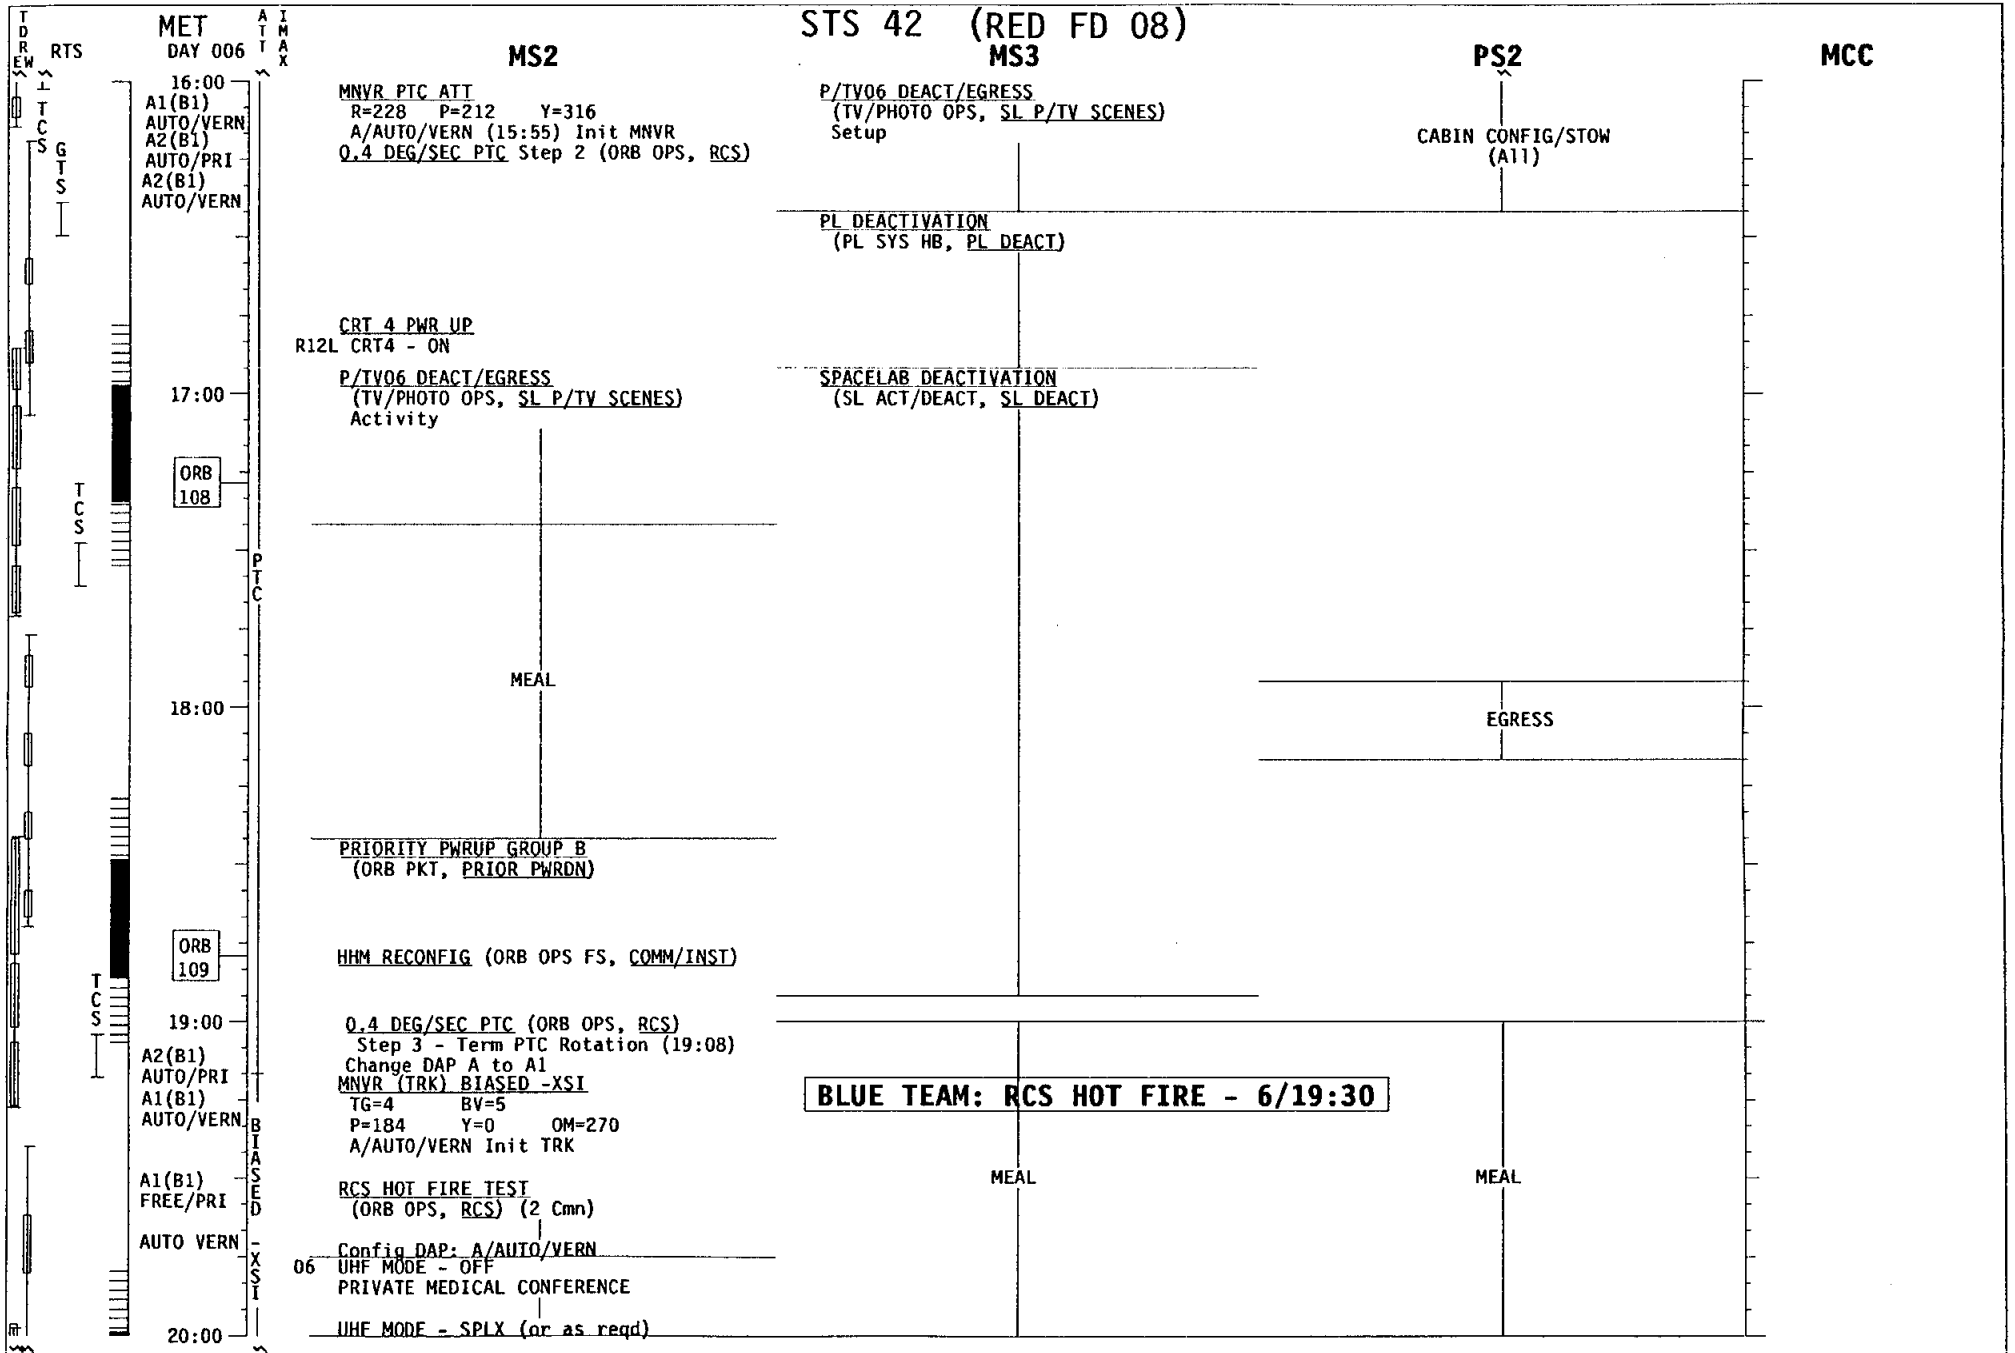 STS 42 (RED FD 08)
TDRE W RTS MET DAY 006 ATT IMAX
MS2 MS3 PS2 MCC
16:00
A1(B1)
AUTO/VERN
A2(B1)
AUTO/PRI
A2(B1)
AUTO/VERN
TCS
GTS
MNVR PTC ATT
R=228 P=212 Y=316
A/AUTO/VERN (15:55) Init MNVR
0.4 DEG/SEC PTC Step 2 (ORB OPS, RCS)
P/TV06 DEACT/EGRESS
(TV/PHOTO OPS, SL P/TV SCENES)
Setup
CABIN CONFIG/STOW
(All)
PL DEACTIVATION
(PL SYS HB, PL DEACT)
CRT 4 PWR UP
R12L CRT4 - ON
P/TV06 DEACT/EGRESS
(TV/PHOTO OPS, SL P/TV SCENES)
Activity
SPACELAB DEACTIVATION
(SL ACT/DEACT, SL DEACT)
17:00
ORB
108
TCS
PTC
MEAL
18:00
EGRESS
PRIORITY PWRUP GROUP B
(ORB PKT, PRIOR PWRDN)
ORB
109
HHM RECONFIG (ORB OPS FS, COMM/INST)
TCS
19:00
0.4 DEG/SEC PTC (ORB OPS, RCS)
Step 3 - Term PTC Rotation (19:08)
Change DAP A to A1
A2(B1)
AUTO/PRI
A1(B1)
AUTO/VERN
MNVR (TRK) BIASED -XSI
TG=4 BV=5
P=184 Y=0 OM=270
A/AUTO/VERN Init TRK
BLUE TEAM: RCS HOT FIRE - 6/19:30
BIASED -XSI
MEAL
MEAL
A1(B1)
FREE/PRI
RCS HOT FIRE TEST
(ORB OPS, RCS) (2 Cmn)
AUTO VERN
Config DAP: A/AUTO/VERN
06 UHF MODE - OFF
PRIVATE MEDICAL CONFERENCE
UHF MODE - SPLX (or as reqd)
20:00